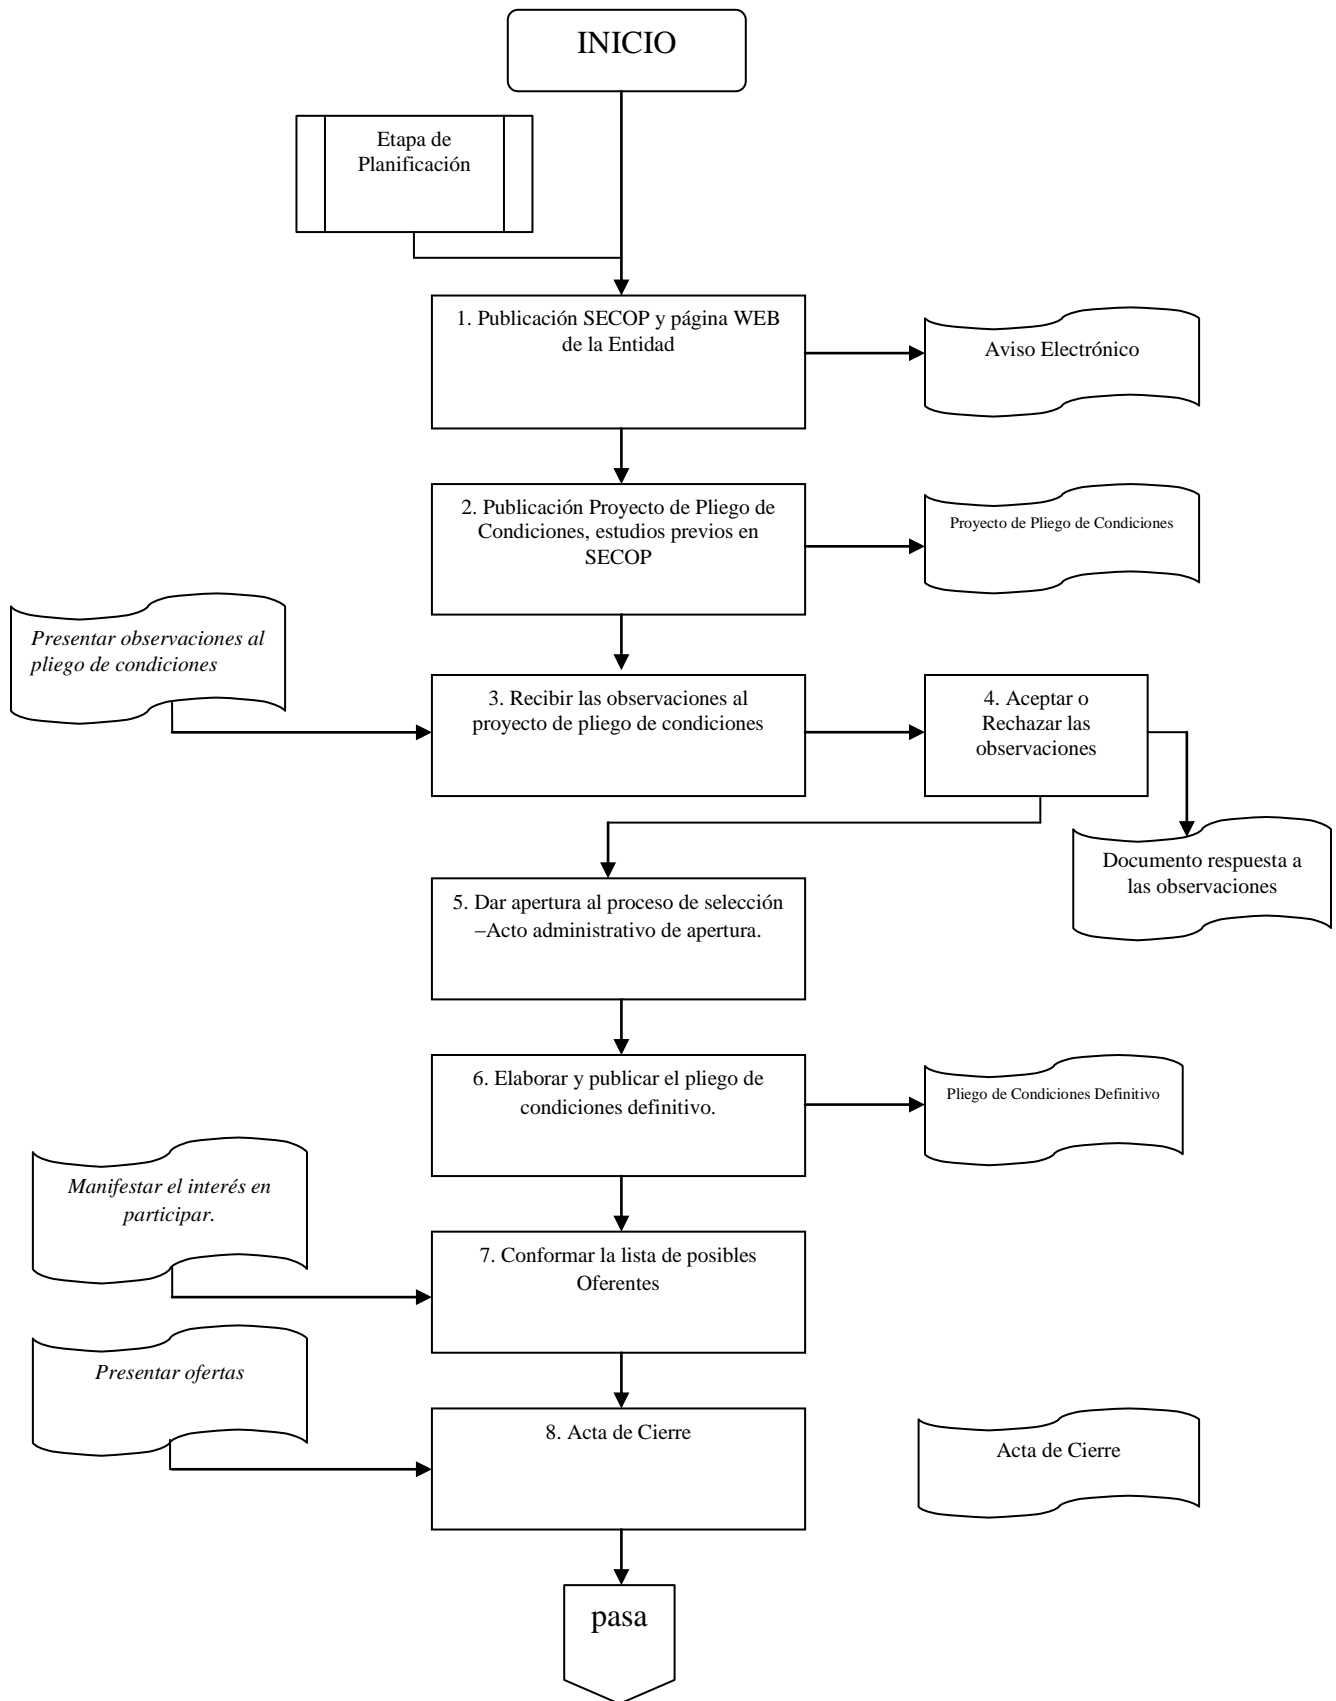 INICIO
Etapa de
Planificación
1. Publicación SECOP y página WEB
de la Entidad
Aviso Electrónico
2. Publicación Proyecto de Pliego de
Condiciones, estudios previos en
SECOP
Proyecto de Pliego de Condiciones
Presentar observaciones al
pliego de condiciones
3. Recibir las observaciones al
proyecto de pliego de condiciones
4. Aceptar o
Rechazar las
observaciones
Documento respuesta a
las observaciones
5. Dar apertura al proceso de selección
–Acto administrativo de apertura.
6. Elaborar y publicar el pliego de
condiciones definitivo.
Pliego de Condiciones Definitivo
Manifestar el interés en
participar.
7. Conformar la lista de posibles
Oferentes
Presentar ofertas
8. Acta de Cierre
Acta de Cierre
pasa